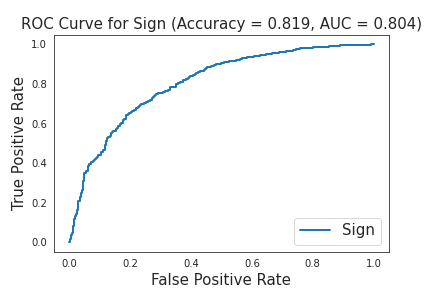 ROC Curve for Sign (Accuracy = 0.819, AUC = 0.804)
True Positive Rate
1.0
0.8
0.6
0.4
0.2
0.0
Sign
0.0 0.2 0.4 0.6 0.8 1.0
False Positive Rate